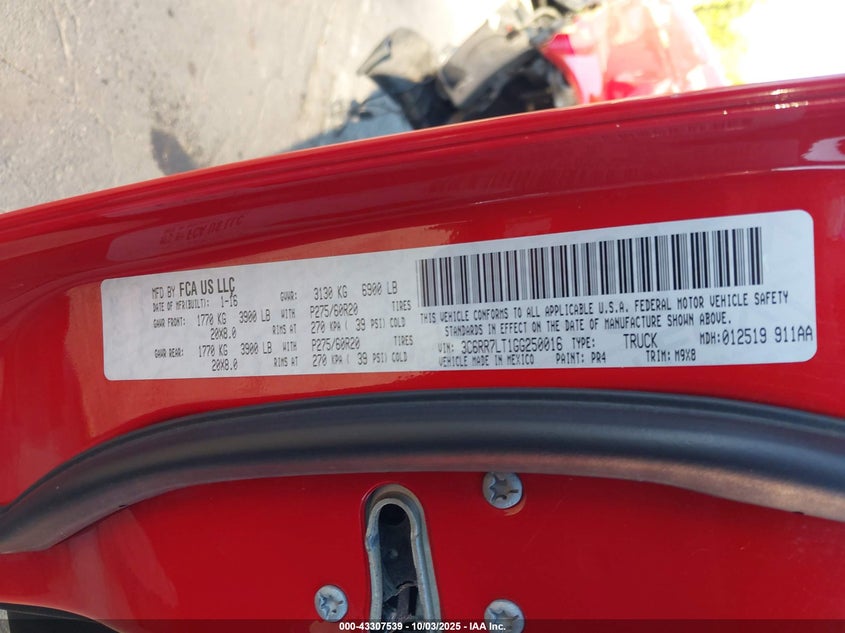 MFD BY FCA US LLC
DATE OF MFR(BUILT): 1-16 GVWR: 3130 KG 6900 LB
GAWR FRONT: 1770 KG 3900 LB WITH P275/60R20 TIRES
20X8.0 RIMS AT 270 KPA ( 39 PSI) COLD
GAWR REAR: 1770 KG 3900 LB WITH P275/60R20 TIRES
20X8.0 RIMS AT 270 KPA ( 39 PSI) COLD
THIS VEHICLE CONFORMS TO ALL APPLICABLE U.S.A. FEDERAL MOTOR VEHICLE SAFETY
STANDARDS IN EFFECT ON THE DATE OF MANUFACTURE SHOWN ABOVE.
VIN: 3C6RR7LT1GG250016 TYPE: TRUCK MDH: 012519 911AA
VEHICLE MADE IN MEXICO PAINT: PR4 TRIM: M9X8
000-43307539 - 10/03/2025 - IAAI.com